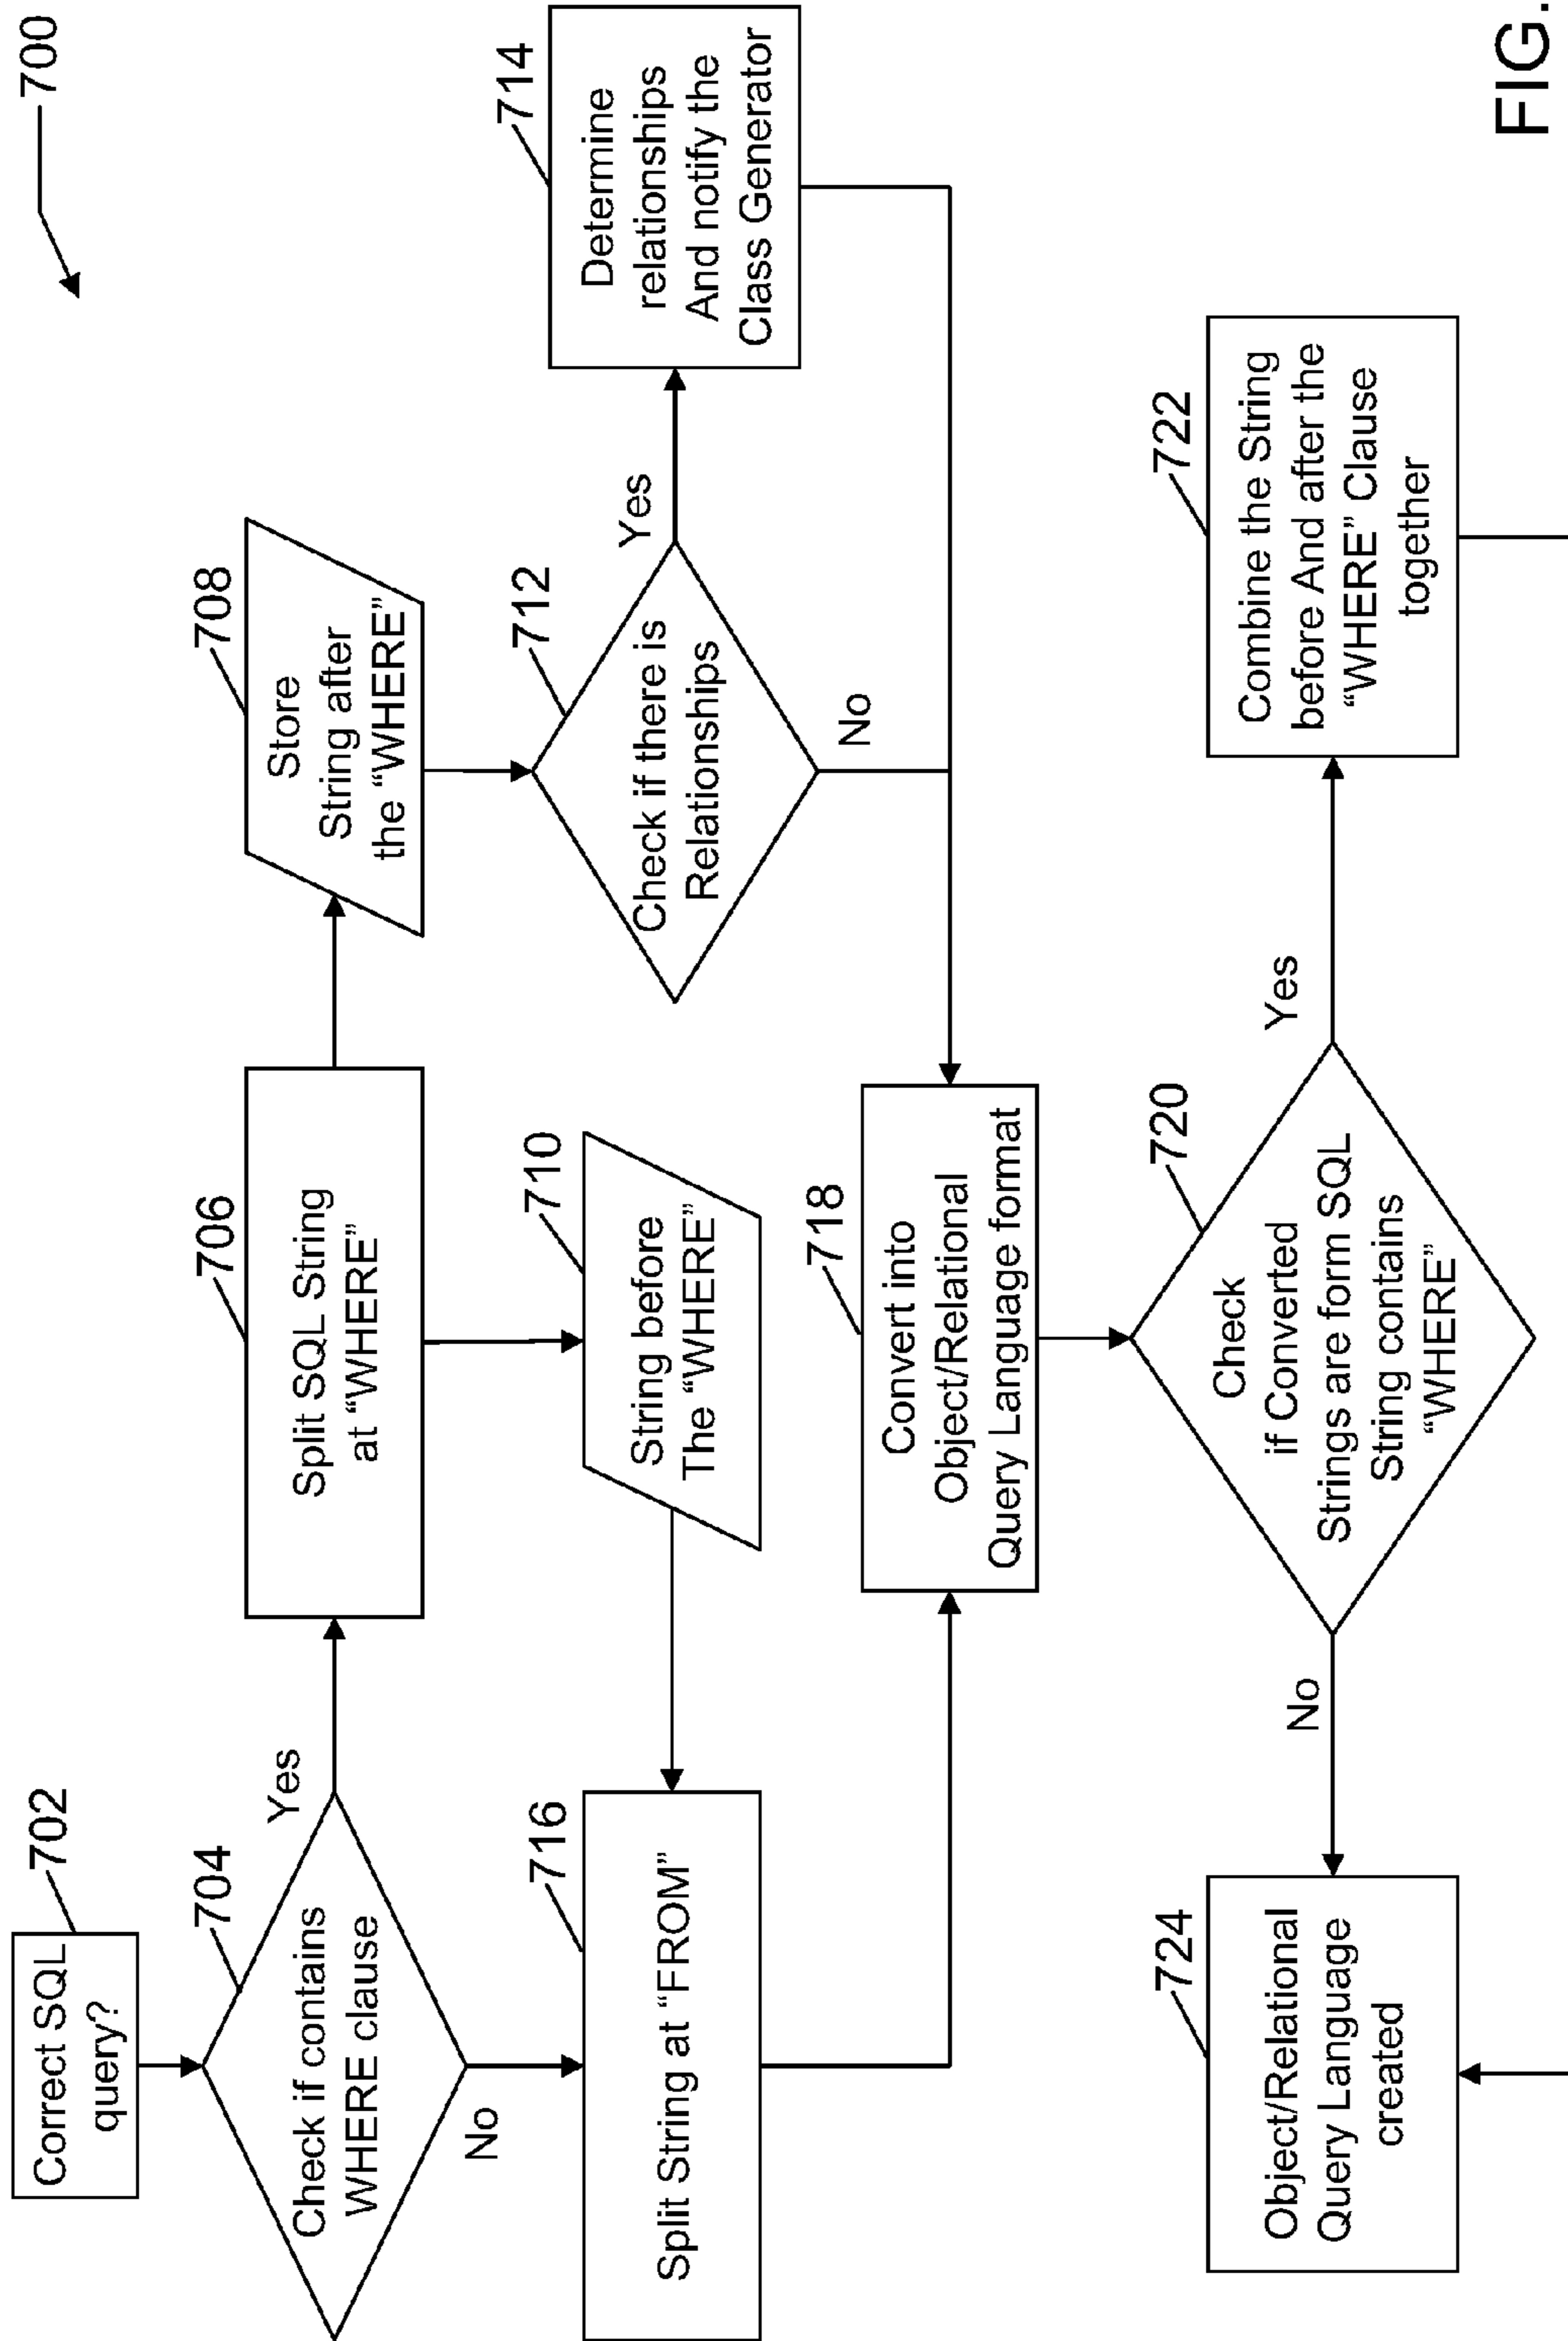 700
702
Correct SQL
query?
704
Check if contains
WHERE clause
Yes
No
706
Split SQL String
at “WHERE”
708
Store
String after
the “WHERE”
710
String before
The “WHERE”
712
Check if there is
Relationships
Yes
No
714
Determine
relationships
And notify the
Class Generator
716
Split String at “FROM”
718
Convert into
Object/Relational
Query Language format
720
Check
if Converted
Strings are form SQL
String contains
“WHERE”
Yes
No
722
Combine the String
before And after the
“WHERE” Clause
together
724
Object/Relational
Query Language
created
FIG.